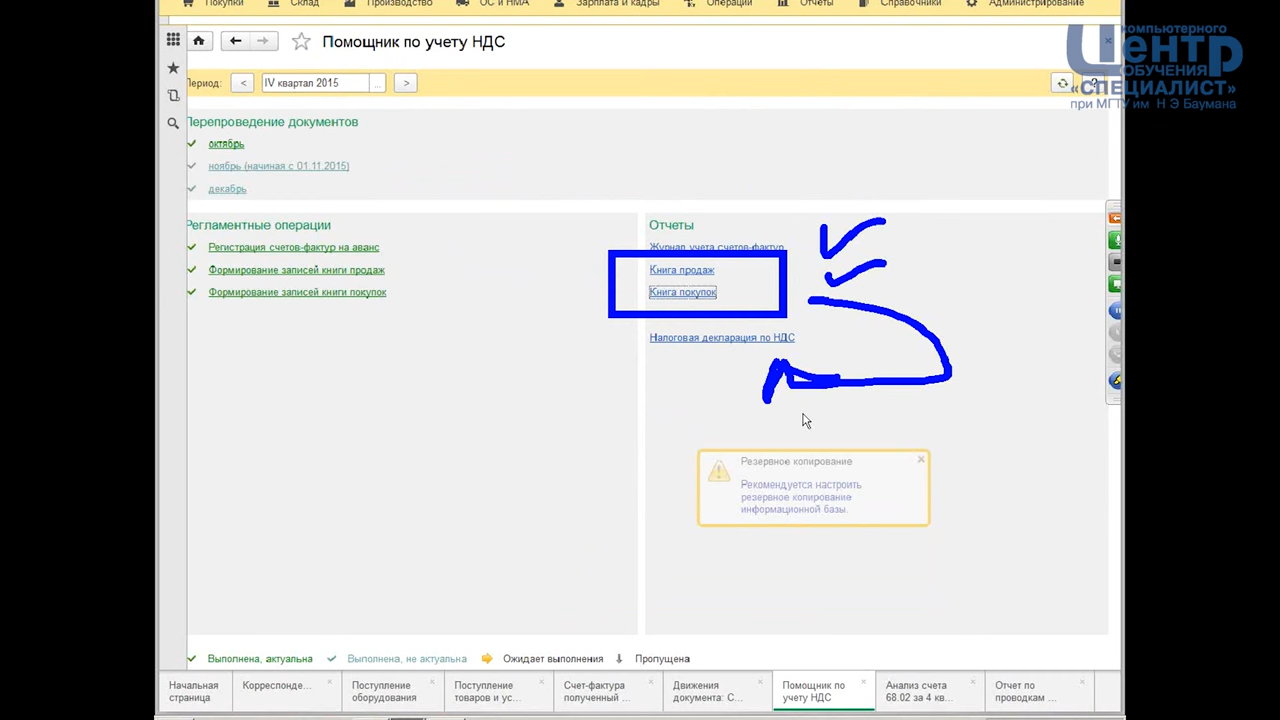 Покупки Склад Производство ОС и НМА Зарплата и кадры Операции Отчеты Справочники Администрирование
Компьютерного
Центр
ОБУЧЕНИЯ
«СПЕЦИАЛИСТ»
при МГТУ им Н Э Баумана
Помощник по учету НДС
Период: < IV квартал 2015 ... > ?
Перепроведение документов
октябрь
ноябрь (начиная с 01.11.2015)
декабрь
Регламентные операции
Регистрация счетов-фактур на аванс
Формирование записей книги продаж
Формирование записей книги покупок
Отчеты
Журнал учета счетов-фактур
Книга продаж
Книга покупок
Налоговая декларация по НДС
Резервное копирование
Рекомендуется настроить
резервное копирование
информационной базы.
Выполнена, актуальна Выполнена, не актуальна Ожидает выполнения Пропущена
Начальная
страница
Корреспонде...
Поступление
оборудования
Поступление
товаров и ус...
Счет-фактура
полученный ...
Движения
документа: С...
Помощник по
учету НДС
Анализ счета
68.02 за 4 кв...
Отчет по
проводкам ...